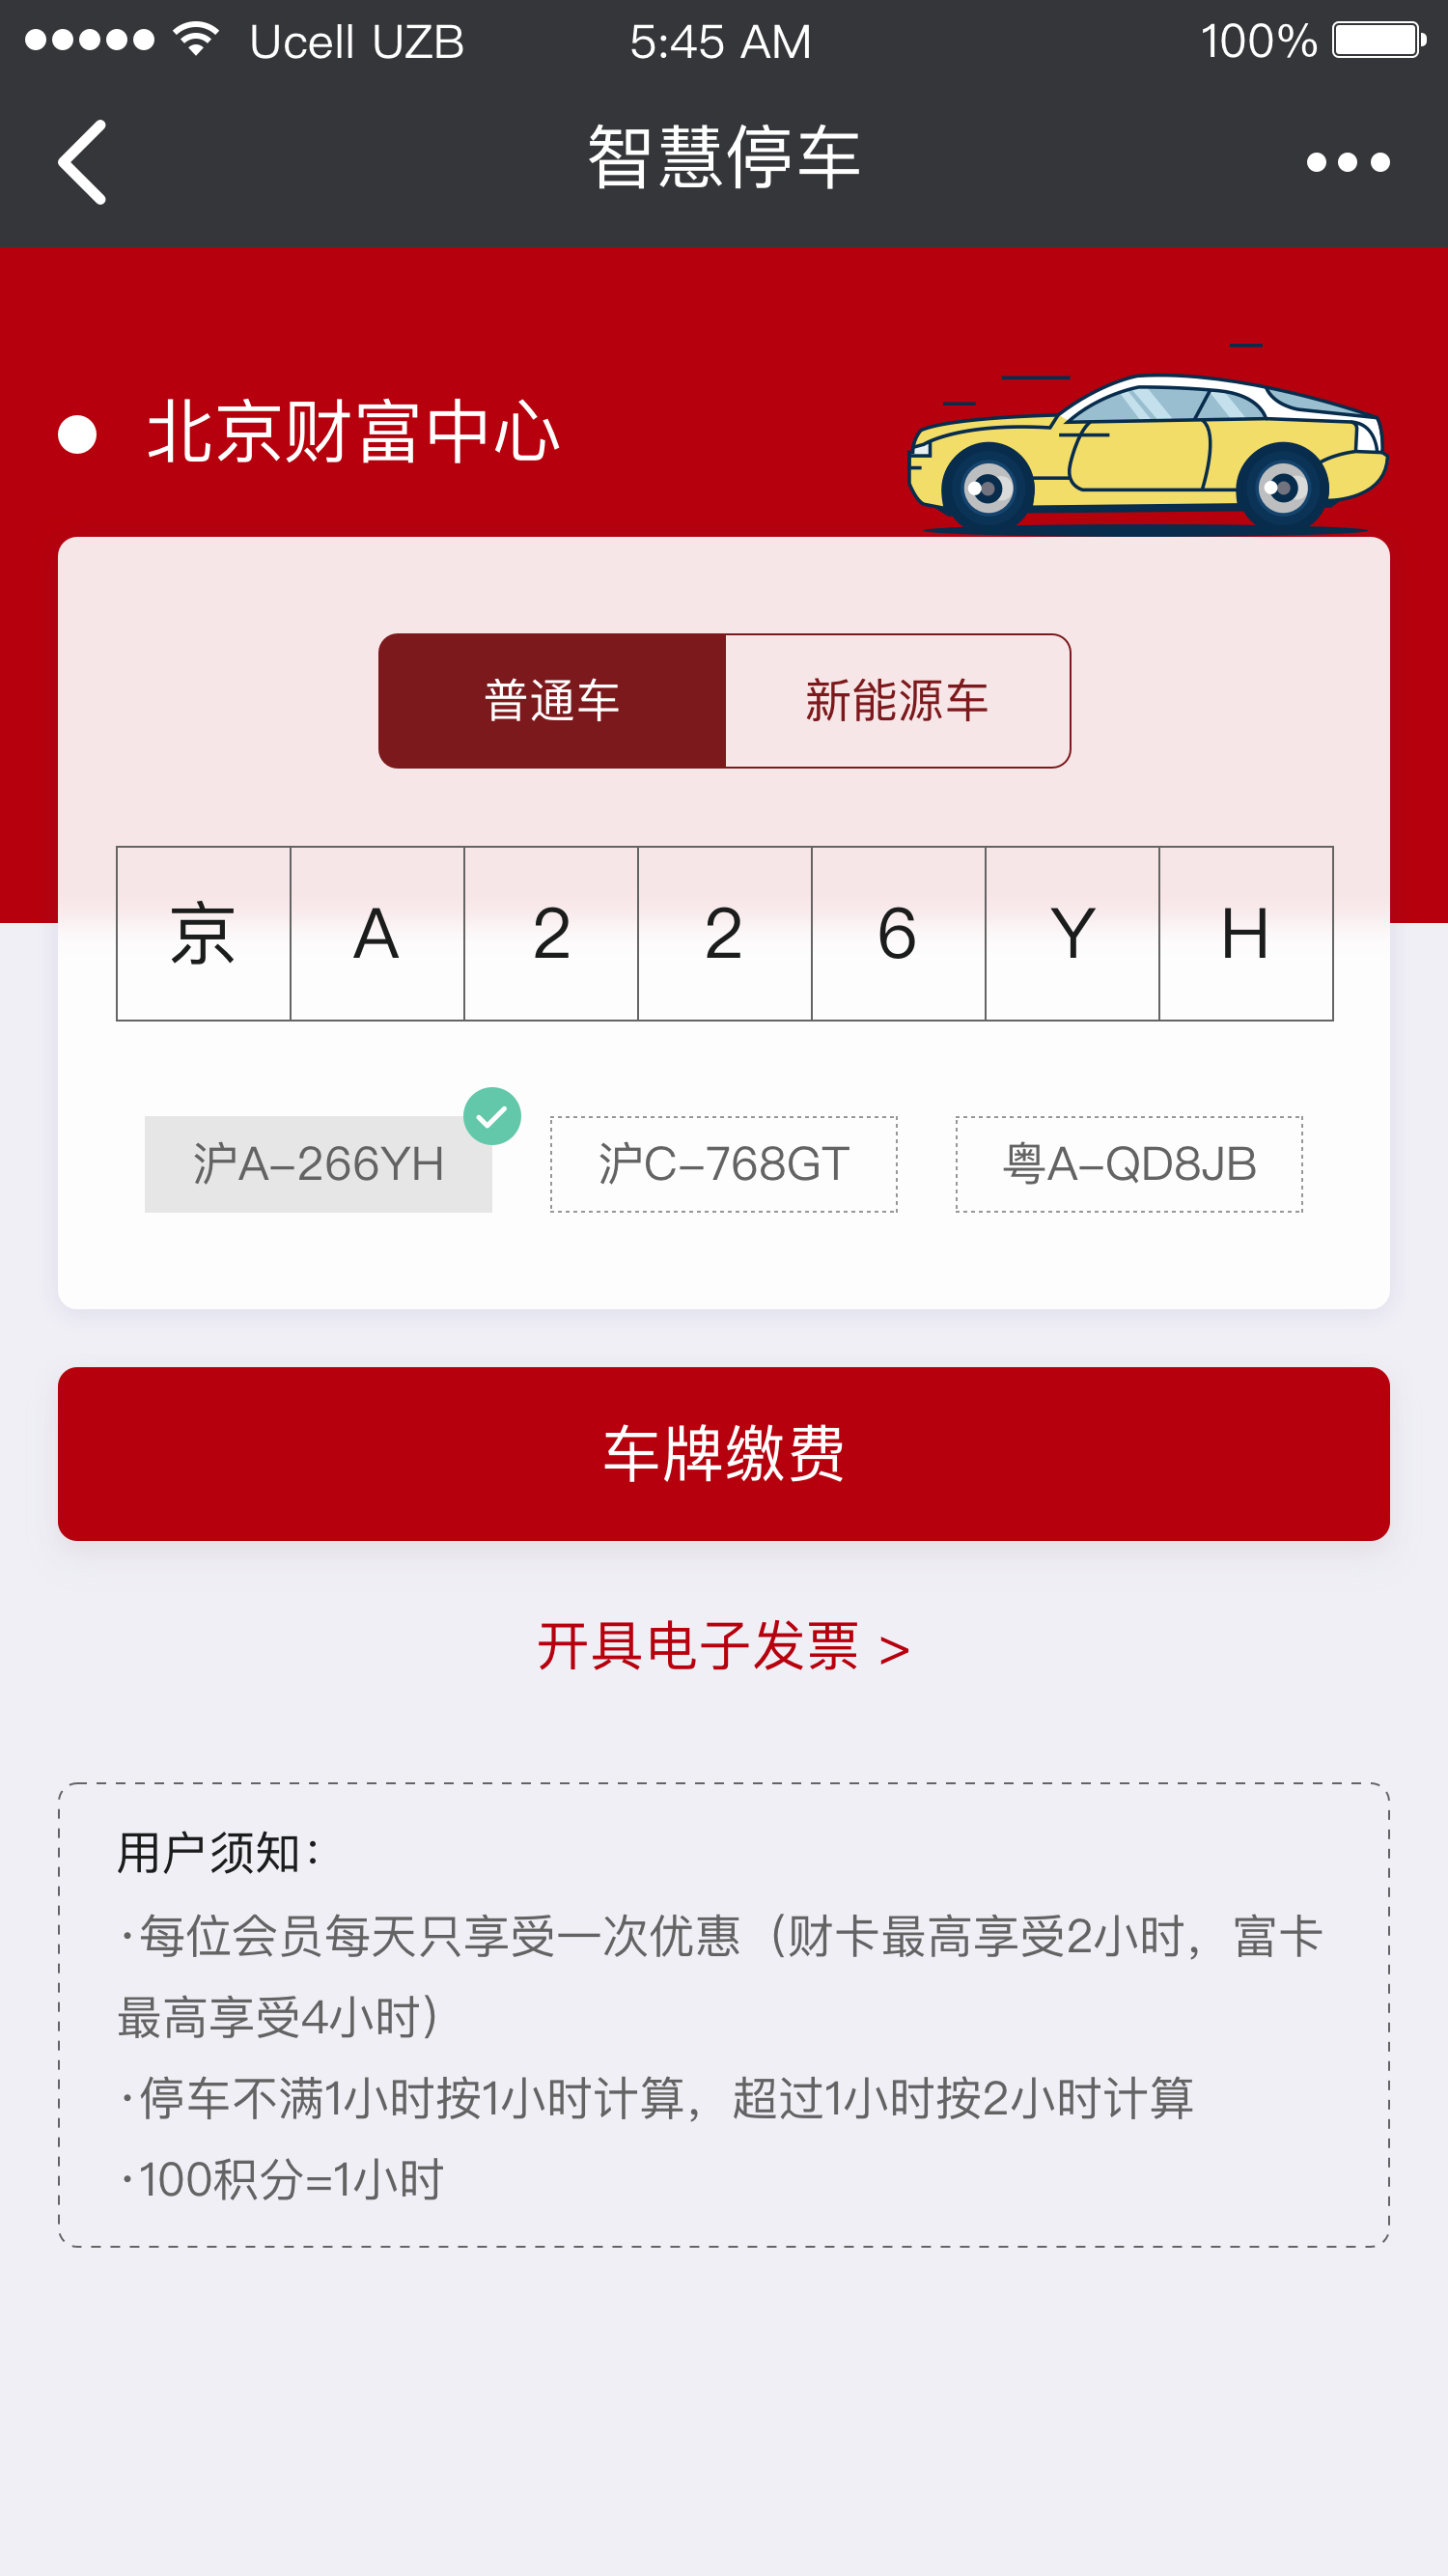 Ucell UZB 5:45 AM 100%
智慧停车
北京财富中心
普通车 新能源车
京 A 2 2 6 Y H
沪A-266YH 沪C-768GT 粤A-QD8JB
车牌缴费
开具电子发票 >
用户须知：
·每位会员每天只享受一次优惠（财卡最高享受2小时，富卡
最高享受4小时）
·停车不满1小时按1小时计算，超过1小时按2小时计算
·100积分=1小时